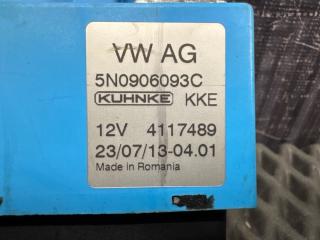 VW AG
5N0906093C
KUHNKE KKE
12V 4117489
23/07/13-04.01
Made in Romania